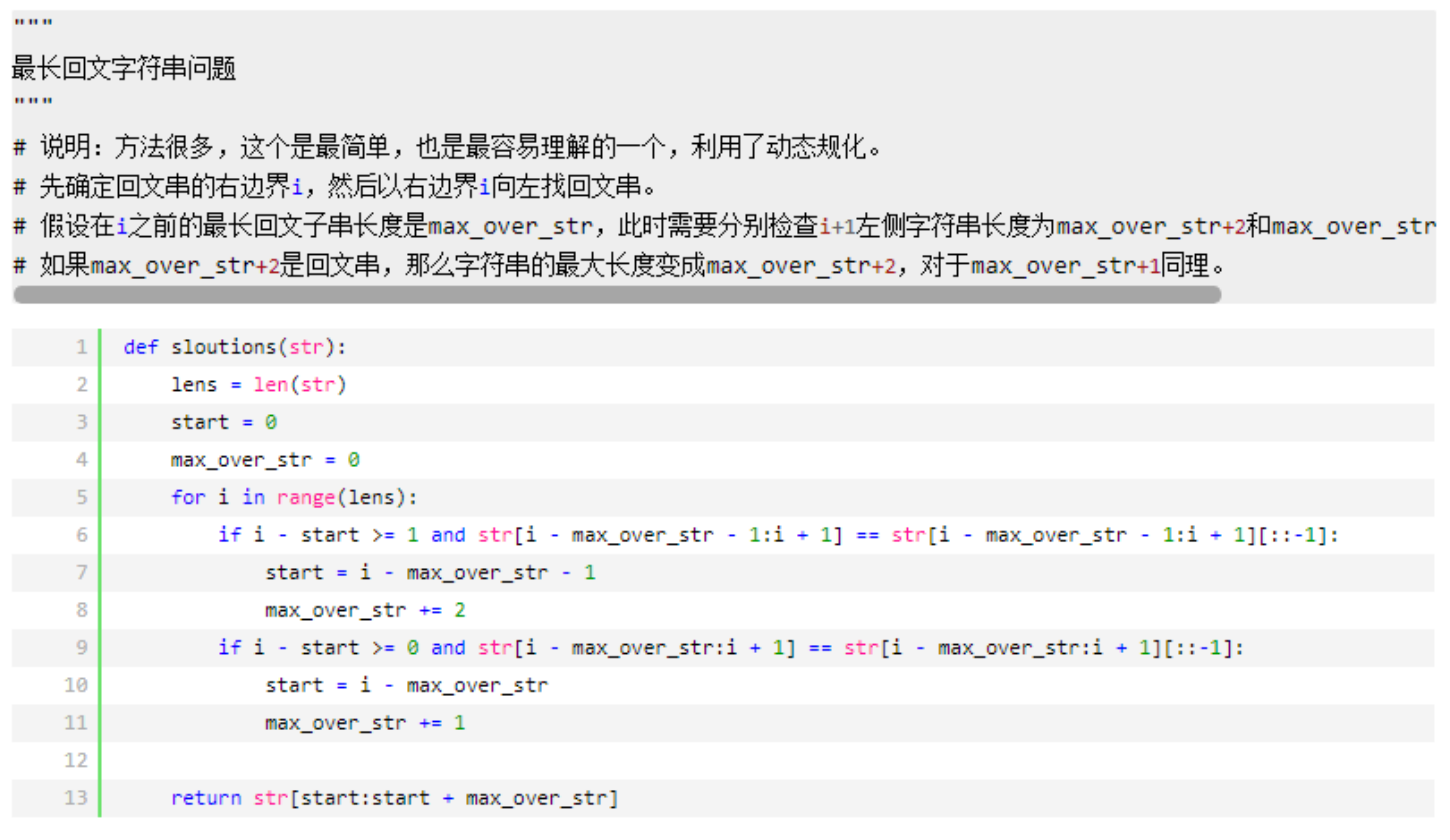 """
最长回文字符串问题
"""
# 说明：方法很多，这个是最简单，也是最容易理解的一个，利用了动态规化。
# 先确定回文串的右边界i，然后以右边界i向左找回文串。
# 假设在i之前的最长回文子串长度是max_over_str，此时需要分别检查i+1左侧字符串长度为max_over_str+2和max_over_str
# 如果max_over_str+2是回文串，那么字符串的最大长度变成max_over_str+2，对于max_over_str+1同理。
1 def sloutions(str):
2     lens = len(str)
3     start = 0
4     max_over_str = 0
5     for i in range(lens):
6         if i - start >= 1 and str[i - max_over_str - 1:i + 1] == str[i - max_over_str - 1:i + 1][::-1]:
7             start = i - max_over_str - 1
8             max_over_str += 2
9         if i - start >= 0 and str[i - max_over_str:i + 1] == str[i - max_over_str:i + 1][::-1]:
10             start = i - max_over_str
11             max_over_str += 1
12
13     return str[start:start + max_over_str]